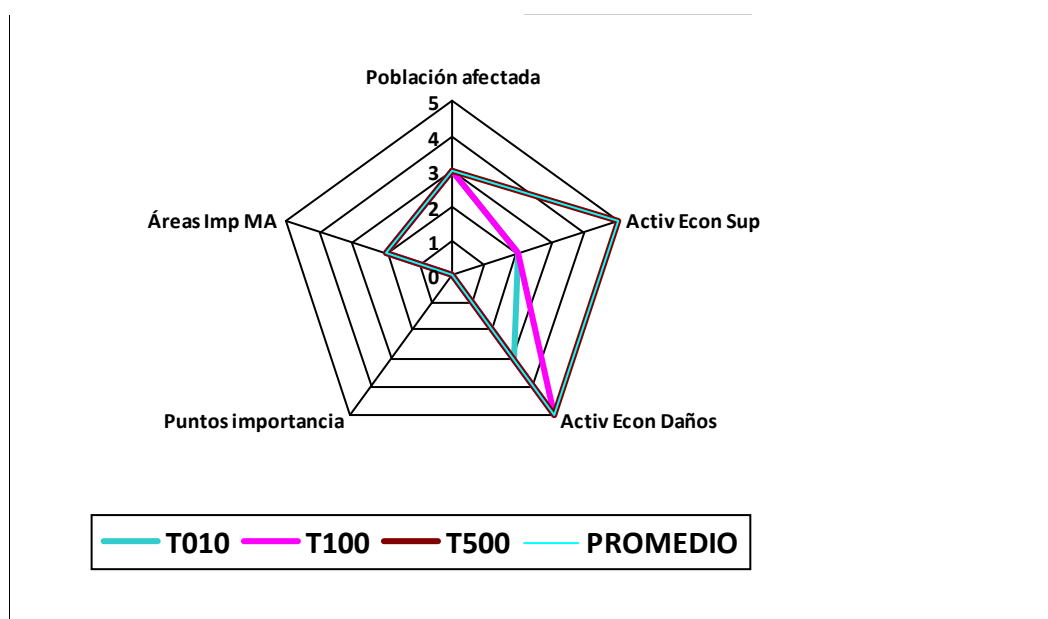 Población afectada
5
4
3
2
1
0
Áreas Imp MA
Activ Econ Sup
Puntos importancia
Activ Econ Daños
T010 T100 T500 PROMEDIO